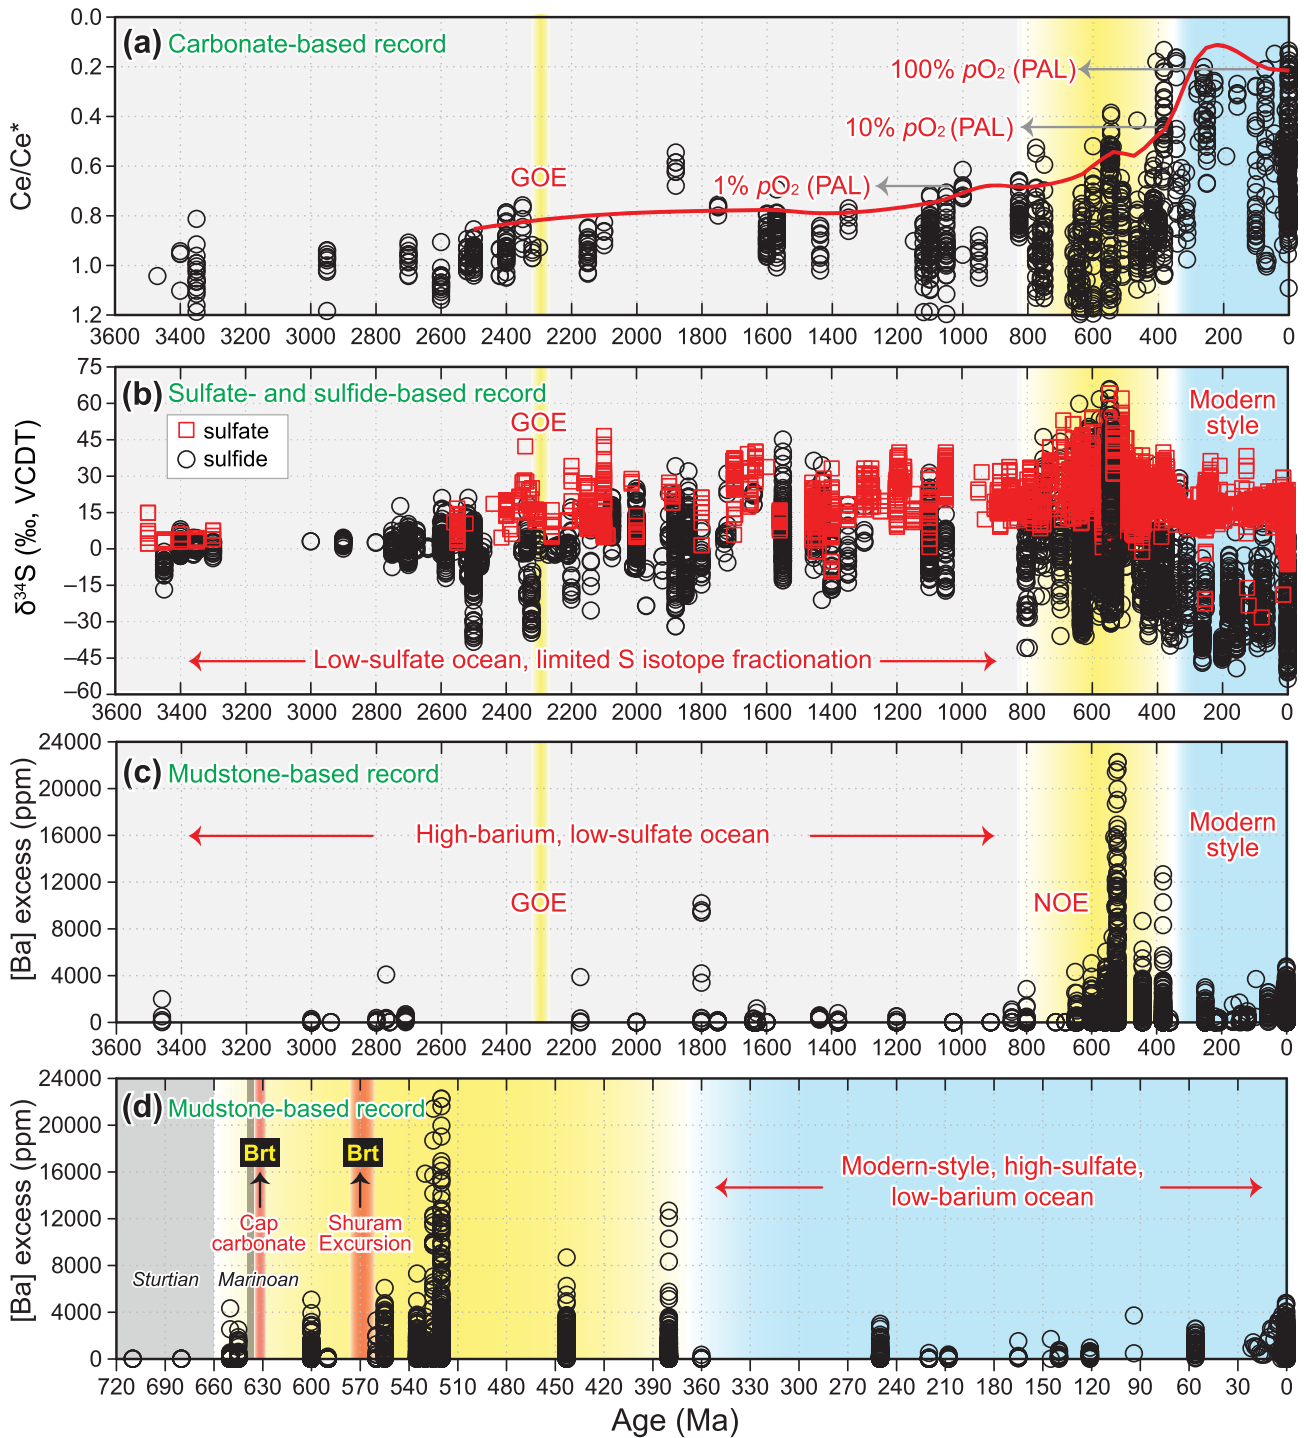 (a) Carbonate-based record
0.0
0.2
0.4
0.6
0.8
1.0
1.2
Ce/Ce*
100% pO₂ (PAL)
10% pO₂ (PAL)
1% pO₂ (PAL)
GOE
3600 3400 3200 3000 2800 2600 2400 2200 2000 1800 1600 1400 1200 1000 800 600 400 200 0
(b) Sulfate- and sulfide-based record
75
60
45
30
15
0
−15
−30
−45
−60
δ³⁴S (‰, VCDT)
sulfate
sulfide
GOE
Modern
style
Low-sulfate ocean, limited S isotope fractionation
3600 3400 3200 3000 2800 2600 2400 2200 2000 1800 1600 1400 1200 1000 800 600 400 200 0
(c) Mudstone-based record
24000
20000
16000
12000
8000
4000
0
[Ba] excess (ppm)
High-barium, low-sulfate ocean
Modern
style
GOE
NOE
3600 3400 3200 3000 2800 2600 2400 2200 2000 1800 1600 1400 1200 1000 800 600 400 200 0
(d) Mudstone-based record
24000
20000
16000
12000
8000
4000
0
[Ba] excess (ppm)
Brt
Brt
Cap
carbonate
Shuram
Excursion
Sturtian
Marinoan
Modern-style, high-sulfate,
low-barium ocean
720 690 660 630 600 570 540 510 450 420 390 360 330 300 270 250 210 180 150 120 90 60 30 0
Age (Ma)